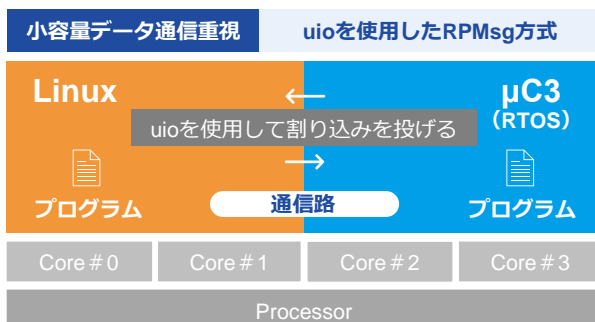 小容量データ通信重視
uioを使用したRPMsg方式
Linux
μC3
（RTOS）
uioを使用して割り込みを投げる
プログラム
通信路
プログラム
Core＃0
Core＃1
Core＃2
Core＃3
Processor